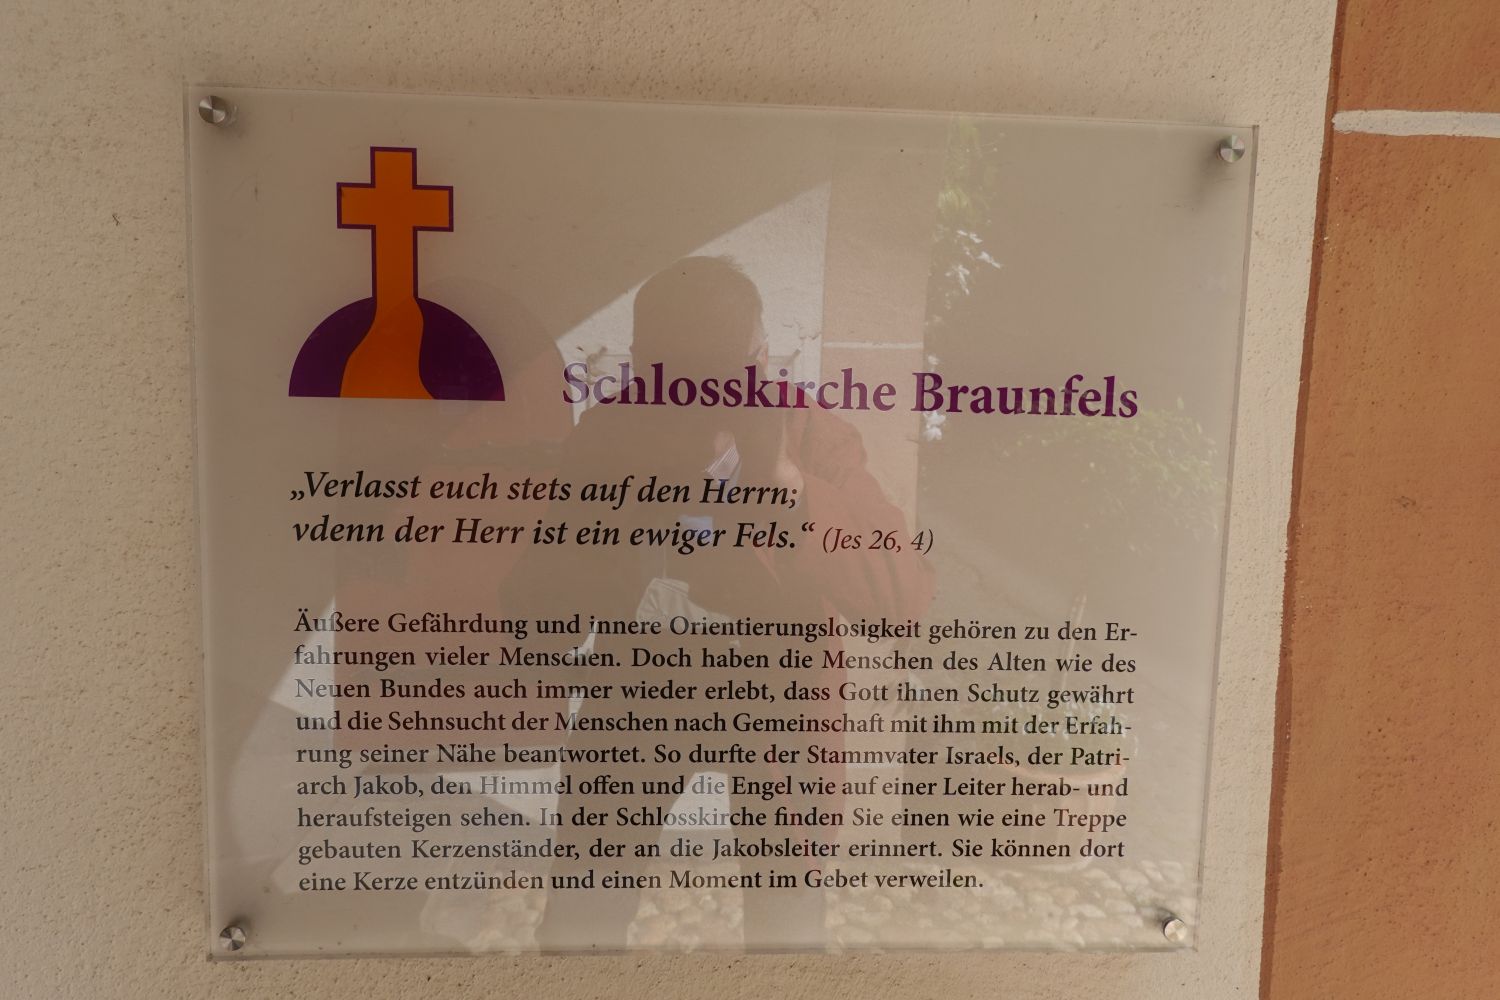 Schlosskirche Braunfels
„Verlasst euch stets auf den Herrn;
vdenn der Herr ist ein ewiger Fels.“ (Jes 26, 4)
Äußere Gefährdung und innere Orientierungslosigkeit gehören zu den Er-
fahrungen vieler Menschen. Doch haben die Menschen des Alten wie des
Neuen Bundes auch immer wieder erlebt, dass Gott ihnen Schutz gewährt
und die Sehnsucht der Menschen nach Gemeinschaft mit ihm mit der Erfah-
rung seiner Nähe beantwortet. So durfte der Stammvater Israels, der Patri-
arch Jakob, den Himmel offen und die Engel wie auf einer Leiter herab- und
heraufsteigen sehen. In der Schlosskirche finden Sie einen wie eine Treppe
gebauten Kerzenständer, der an die Jakobsleiter erinnert. Sie können dort
eine Kerze entzünden und einen Moment im Gebet verweilen.